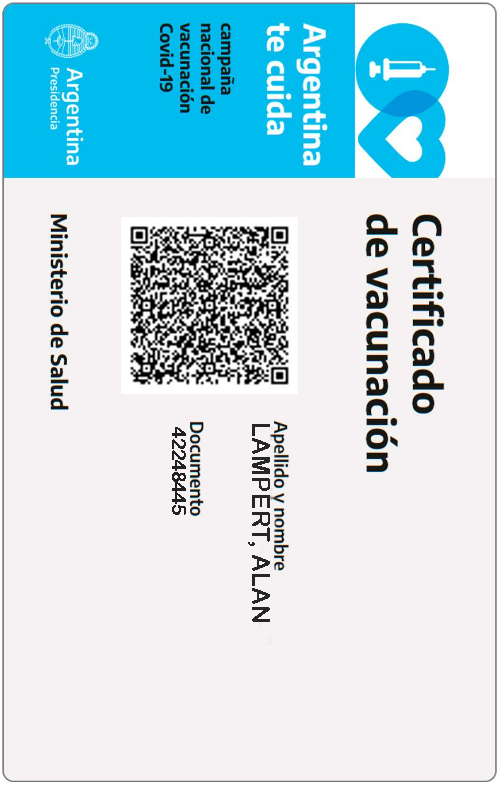 Argentina
te cuida
campaña
nacional de
vacunación
Covid-19
Argentina
Presidencia
Certificado
de vacunación
Apellido y nombre
LAMPERT, ALAN
Documento
42248445
Ministerio de Salud